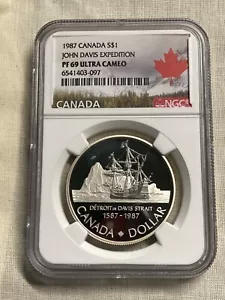 1987 CANADA S$1
JOHN DAVIS EXPEDITION
PF 69 ULTRA CAMEO
6541403-097
CANADA
NGC
DÉTROIT DE DAVIS STRAIT
1587-1987
CANADA DOLLAR